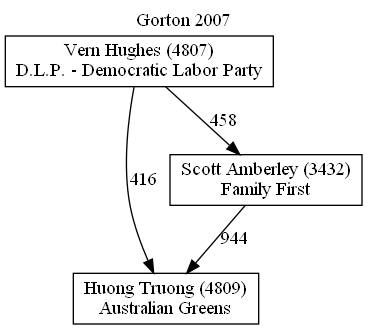 Gorton 2007
Vern Hughes (4807)
D.L.P. - Democratic Labor Party
458
Scott Amberley (3432)
Family First
416
944
Huong Truong (4809)
Australian Greens